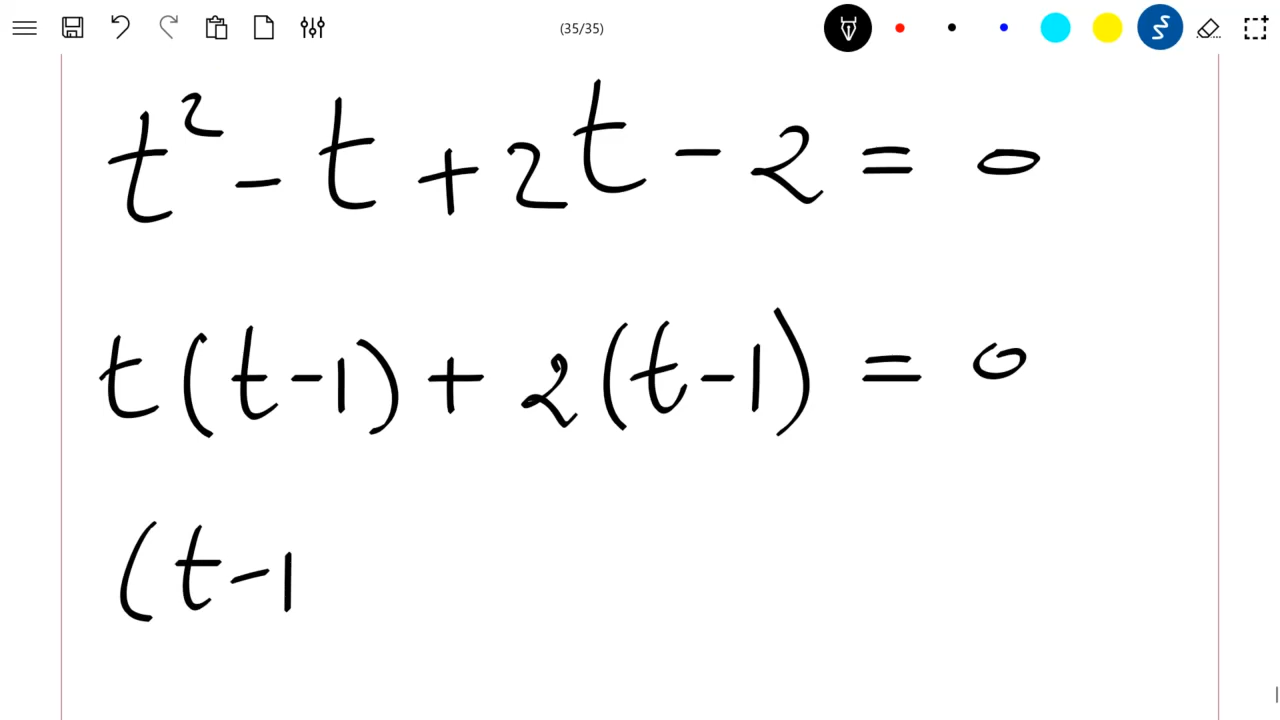 (35/35)
t² - t + 2t - 2 = 0
t(t-1) + 2(t-1) = 0
(t-1